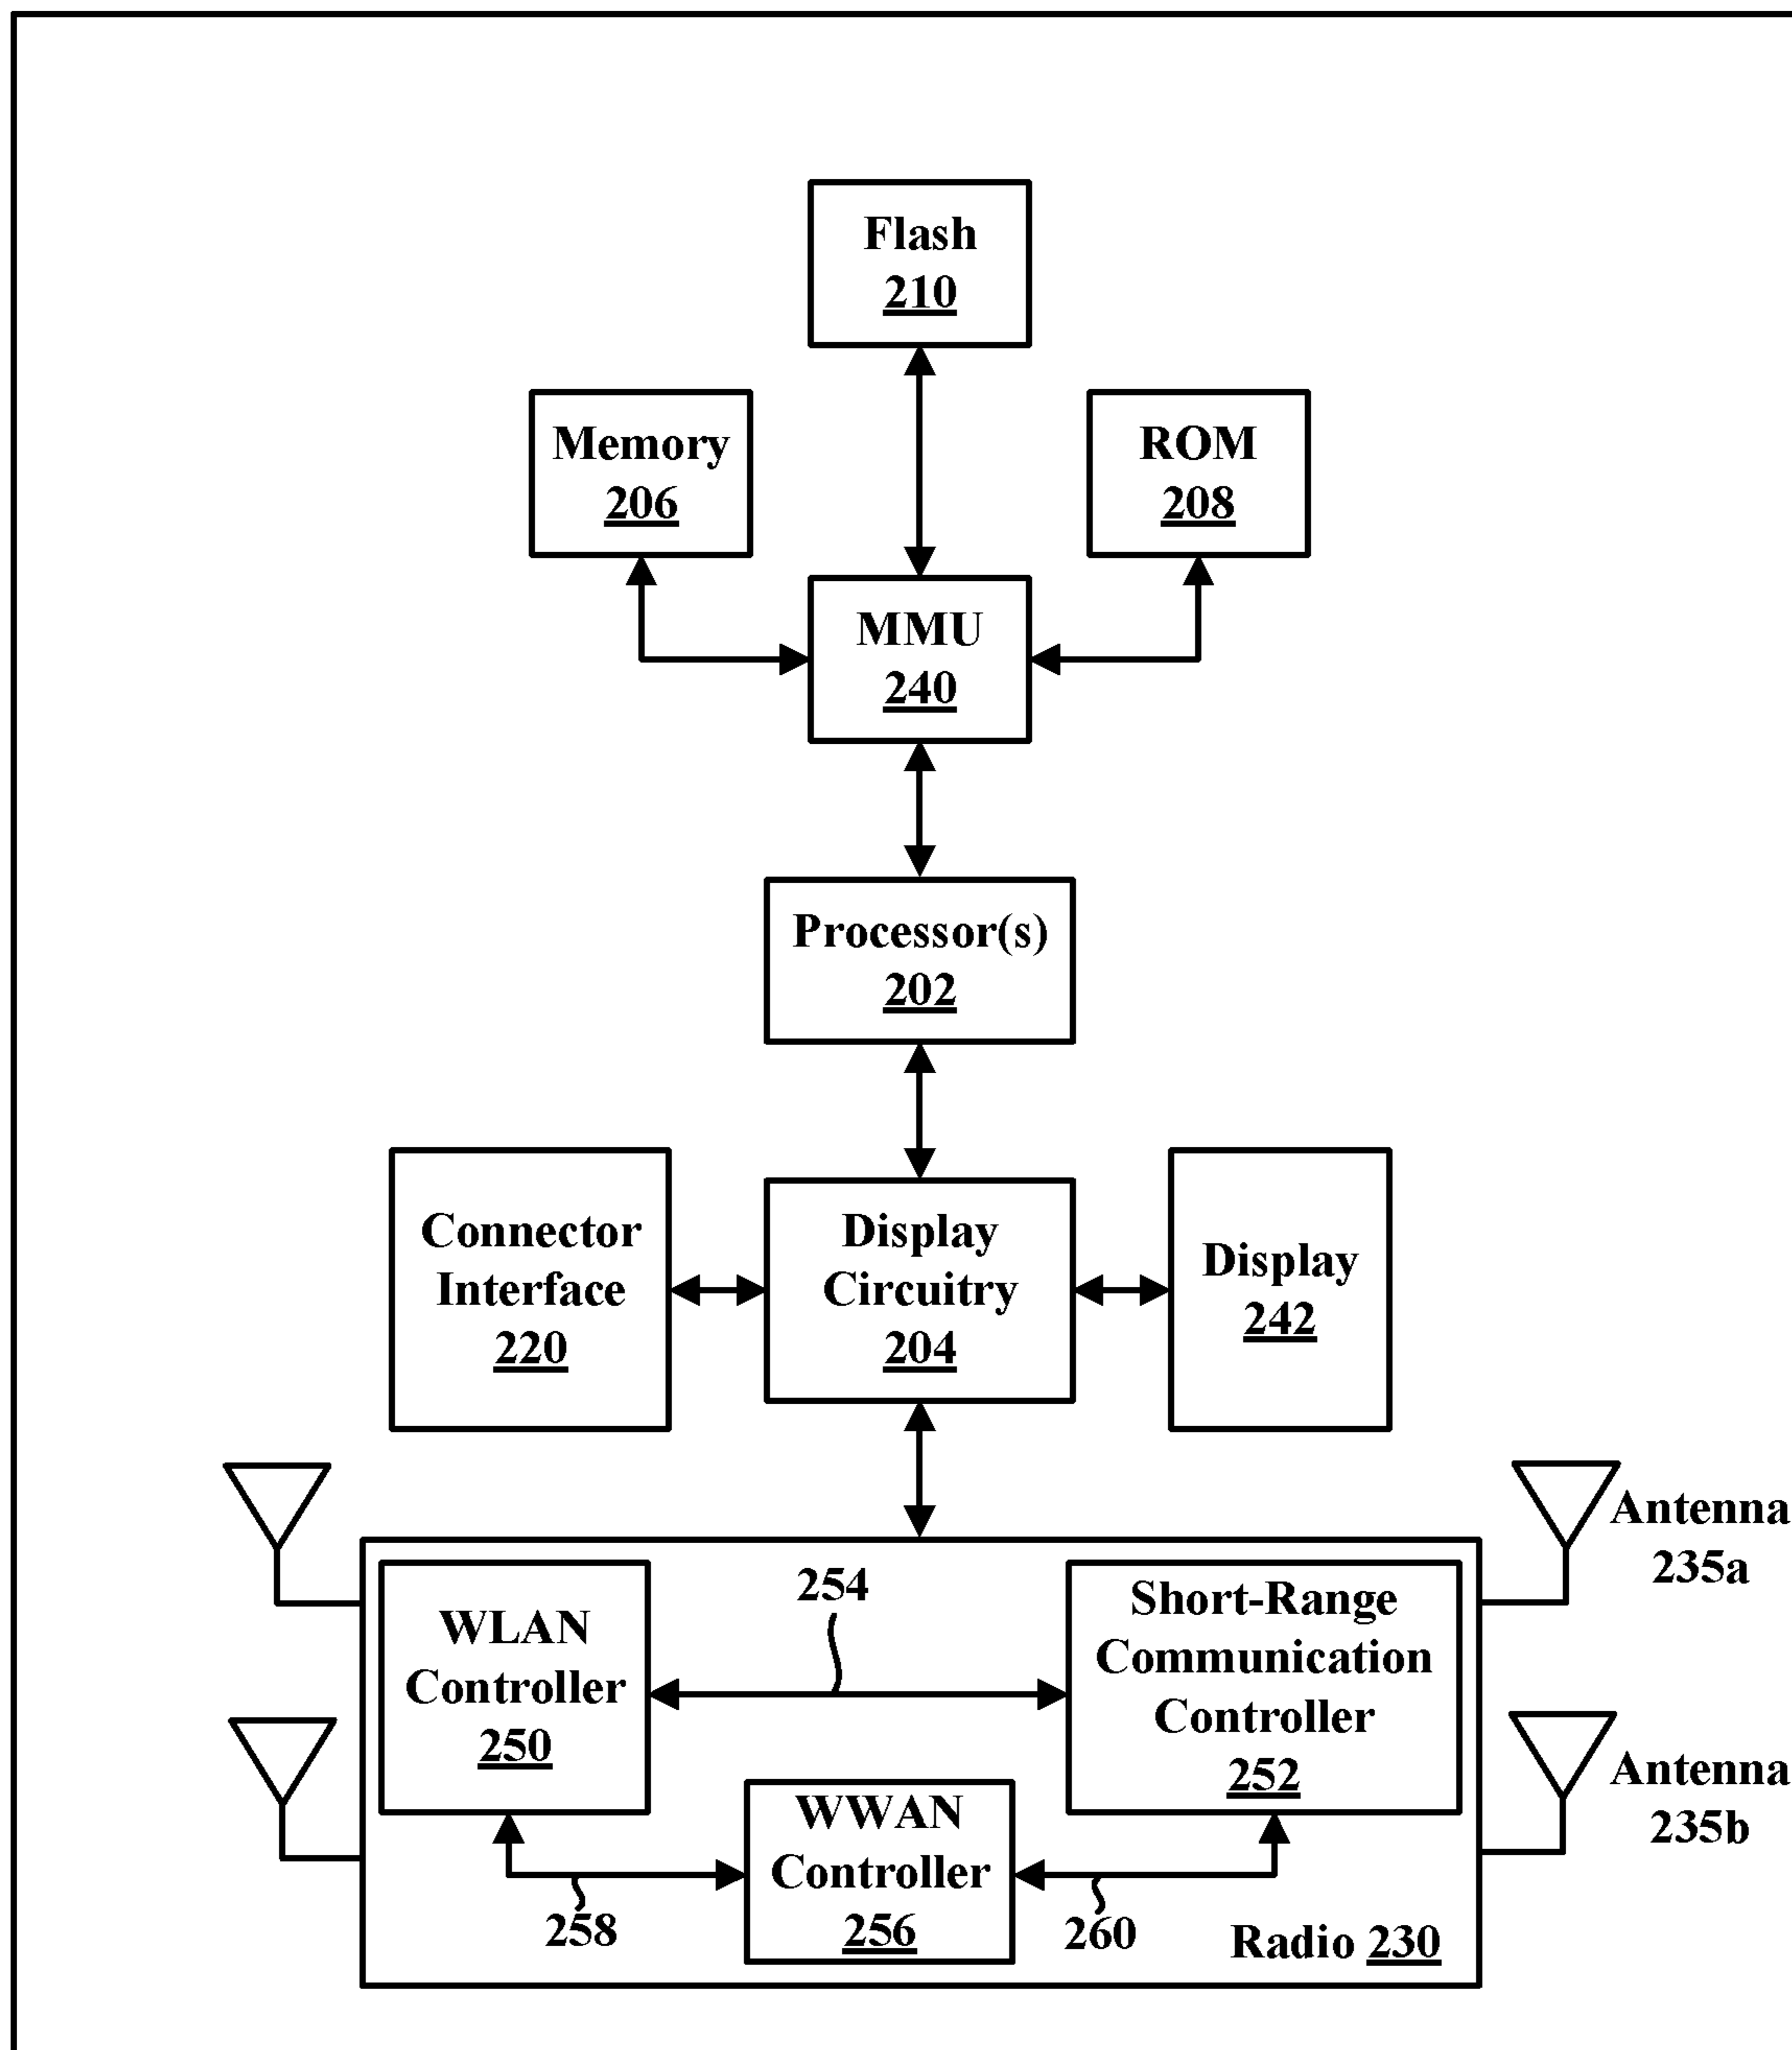 Flash
210
Memory
206
ROM
208
MMU
240
Processor(s)
202
Connector
Interface
220
Display
Circuitry
204
Display
242
Antenna
235a
WLAN
Controller
250
254
Short-Range
Communication
Controller
252
Antenna
235b
WWAN
Controller
256
258
260
Radio 230